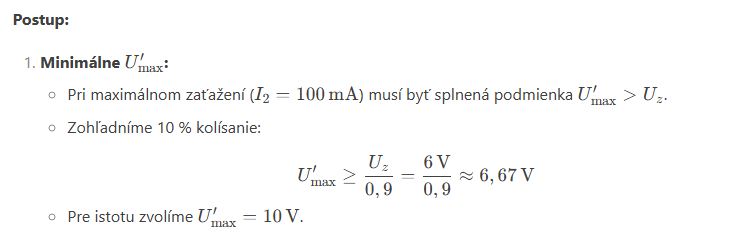 Postup:
1. Minimálne U′max:
○ Pri maximálnom zaťažení (I2 = 100 mA) musí byť splnená podmienka U′max > Uz.
○ Zohľadníme 10 % kolísanie:
U′max ≥ Uz/0,9 = 6 V/0,9 ≈ 6,67 V
○ Pre istotu zvolíme U′max = 10 V.